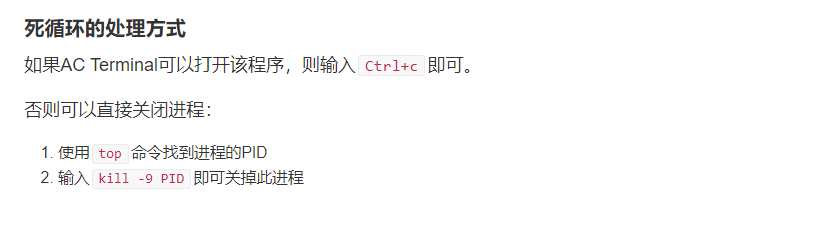 死循环的处理方式
如果AC Terminal可以打开该程序，则输入 Ctrl+c 即可。
否则可以直接关闭进程：
1. 使用 top 命令找到进程的PID
2. 输入 kill -9 PID 即可关掉此进程